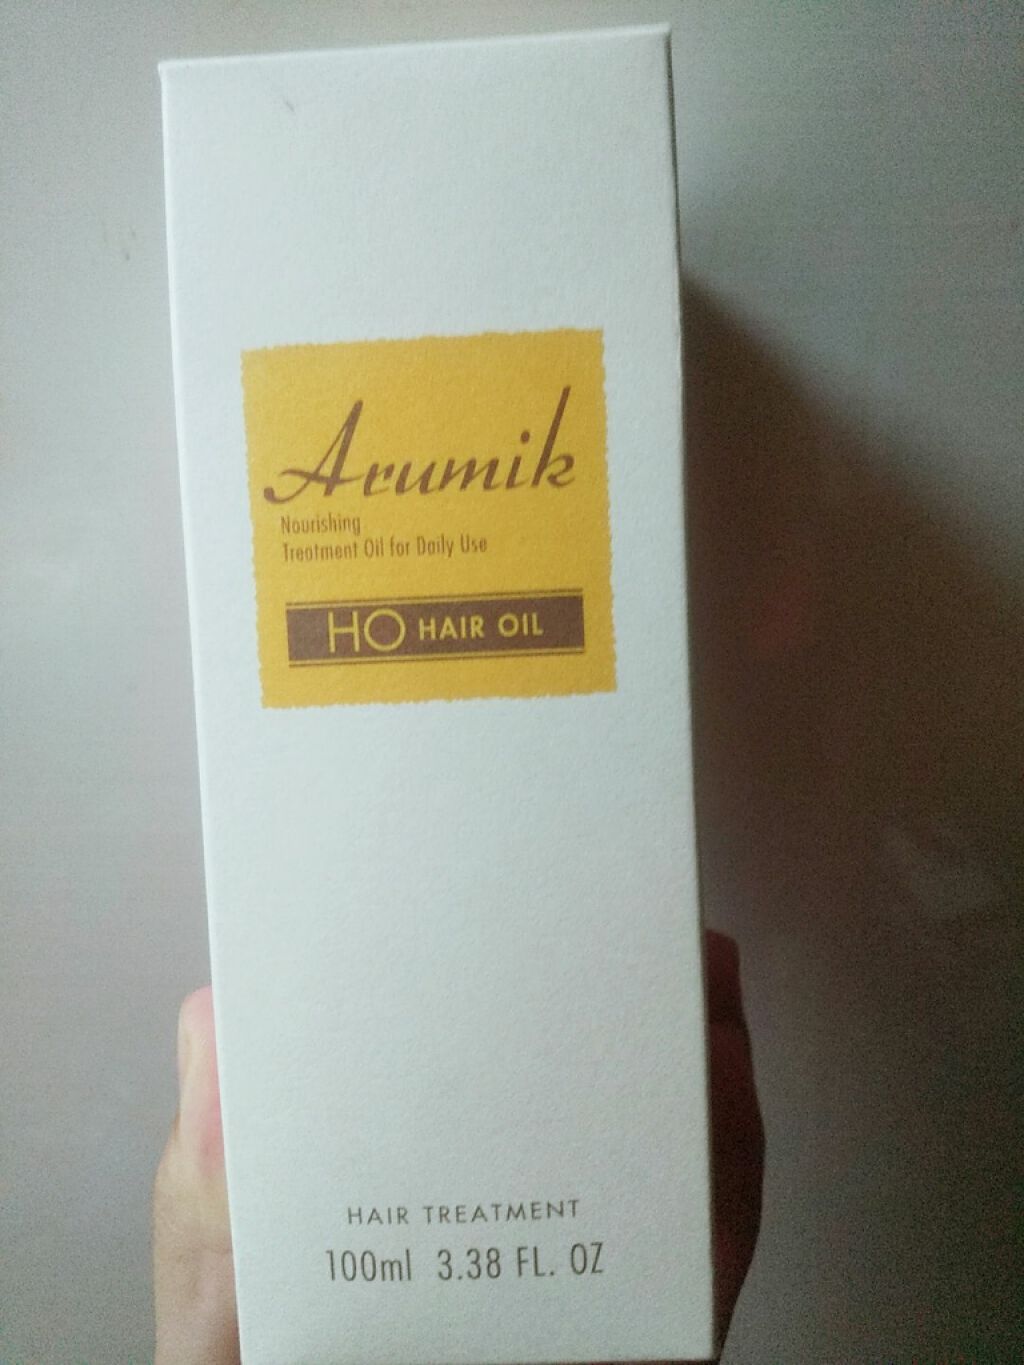 Arumik
Nourishing
Treatment Oil for Daily Use
HO HAIR OIL
HAIR TREATMENT
100ml 3.38 FL. OZ